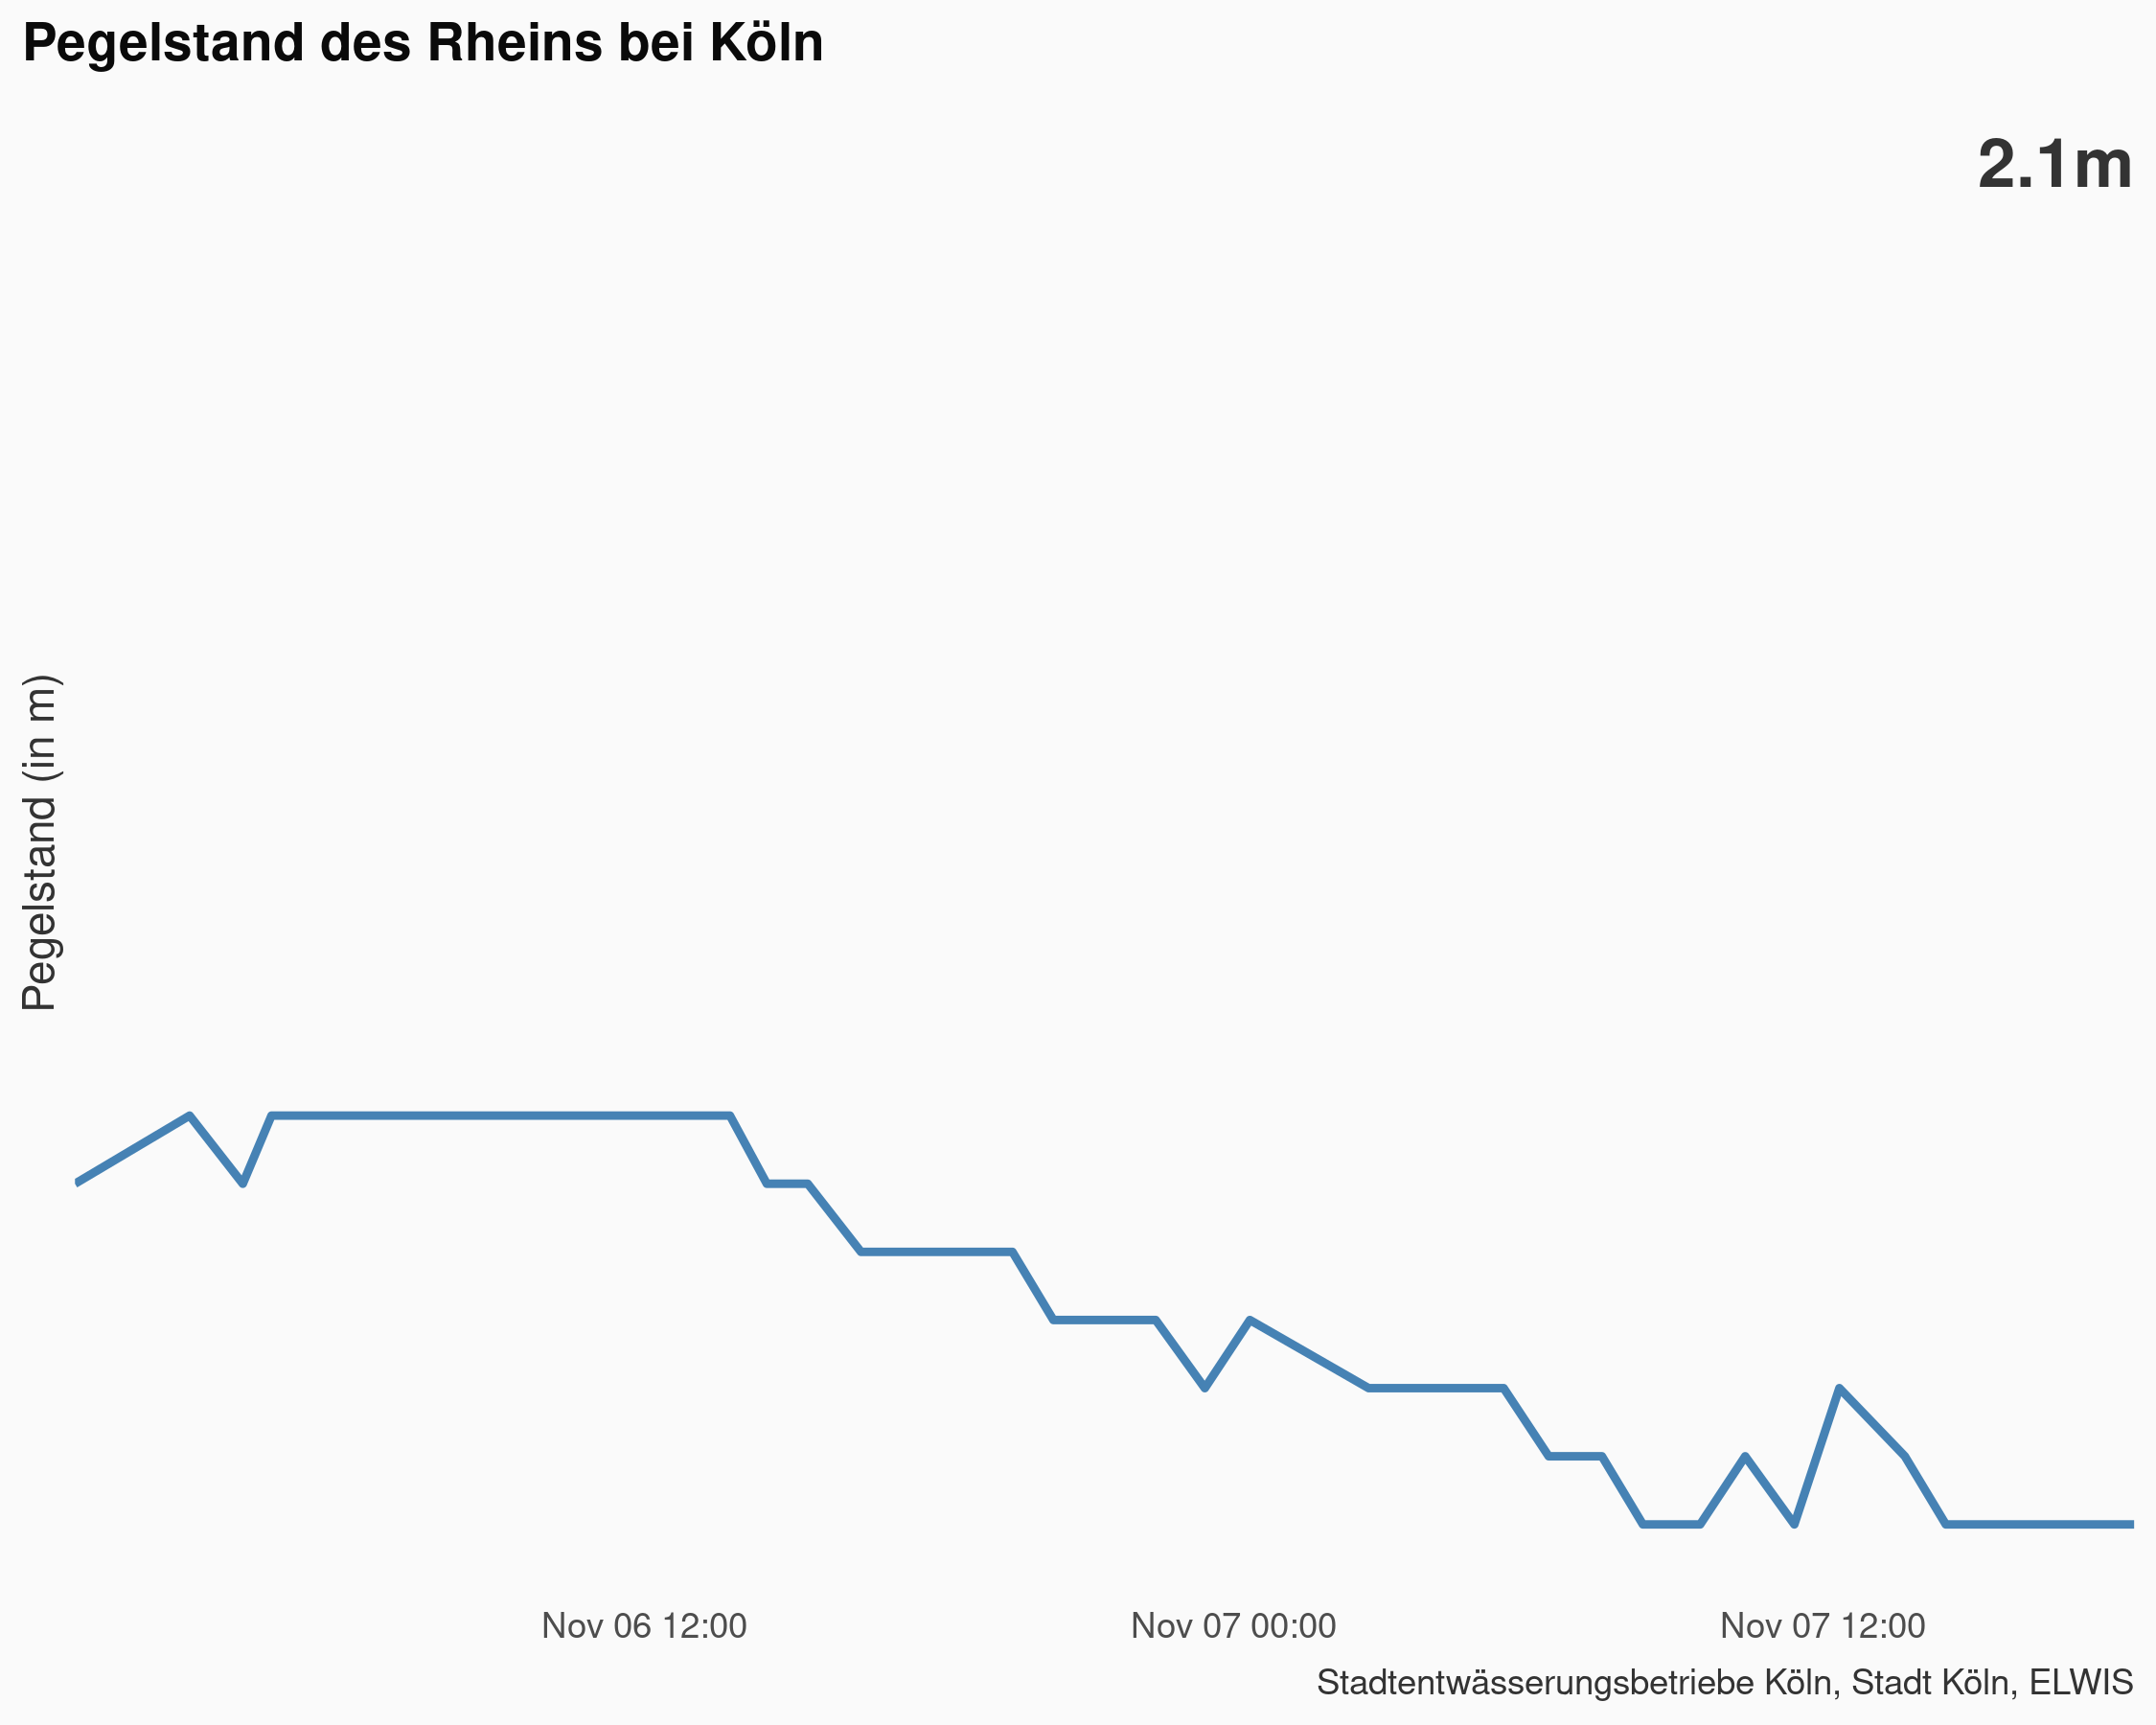 Pegelstand des Rheins bei Köln
2.1m
Pegelstand (in m)
Nov 06 12:00
Nov 07 00:00
Nov 07 12:00
Stadtentwässerungsbetriebe Köln, Stadt Köln, ELWIS